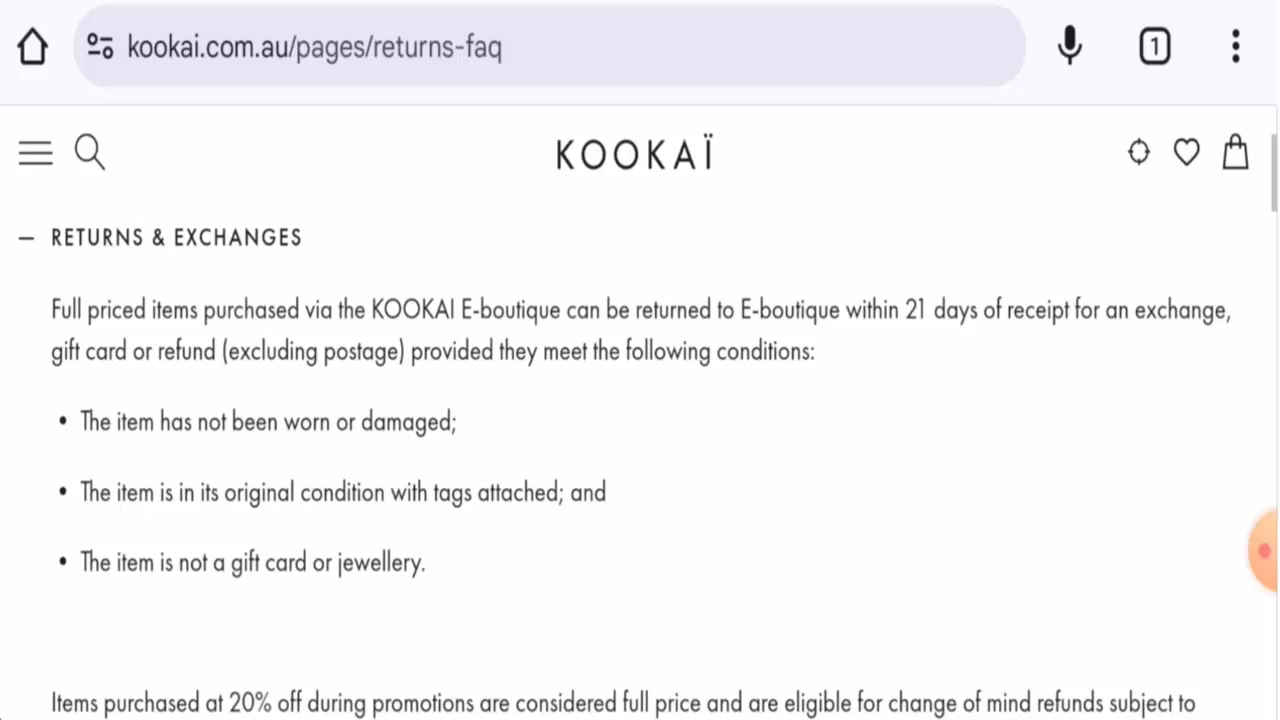 kookai.com.au/pages/returns-faq
1
KOOKAÏ
– RETURNS & EXCHANGES
Full priced items purchased via the KOOKAI E-boutique can be returned to E-boutique within 21 days of receipt for an exchange,
gift card or refund (excluding postage) provided they meet the following conditions:
• The item has not been worn or damaged;
• The item is in its original condition with tags attached; and
• The item is not a gift card or jewellery.
Items purchased at 20% off during promotions are considered full price and are eligible for change of mind refunds subject to